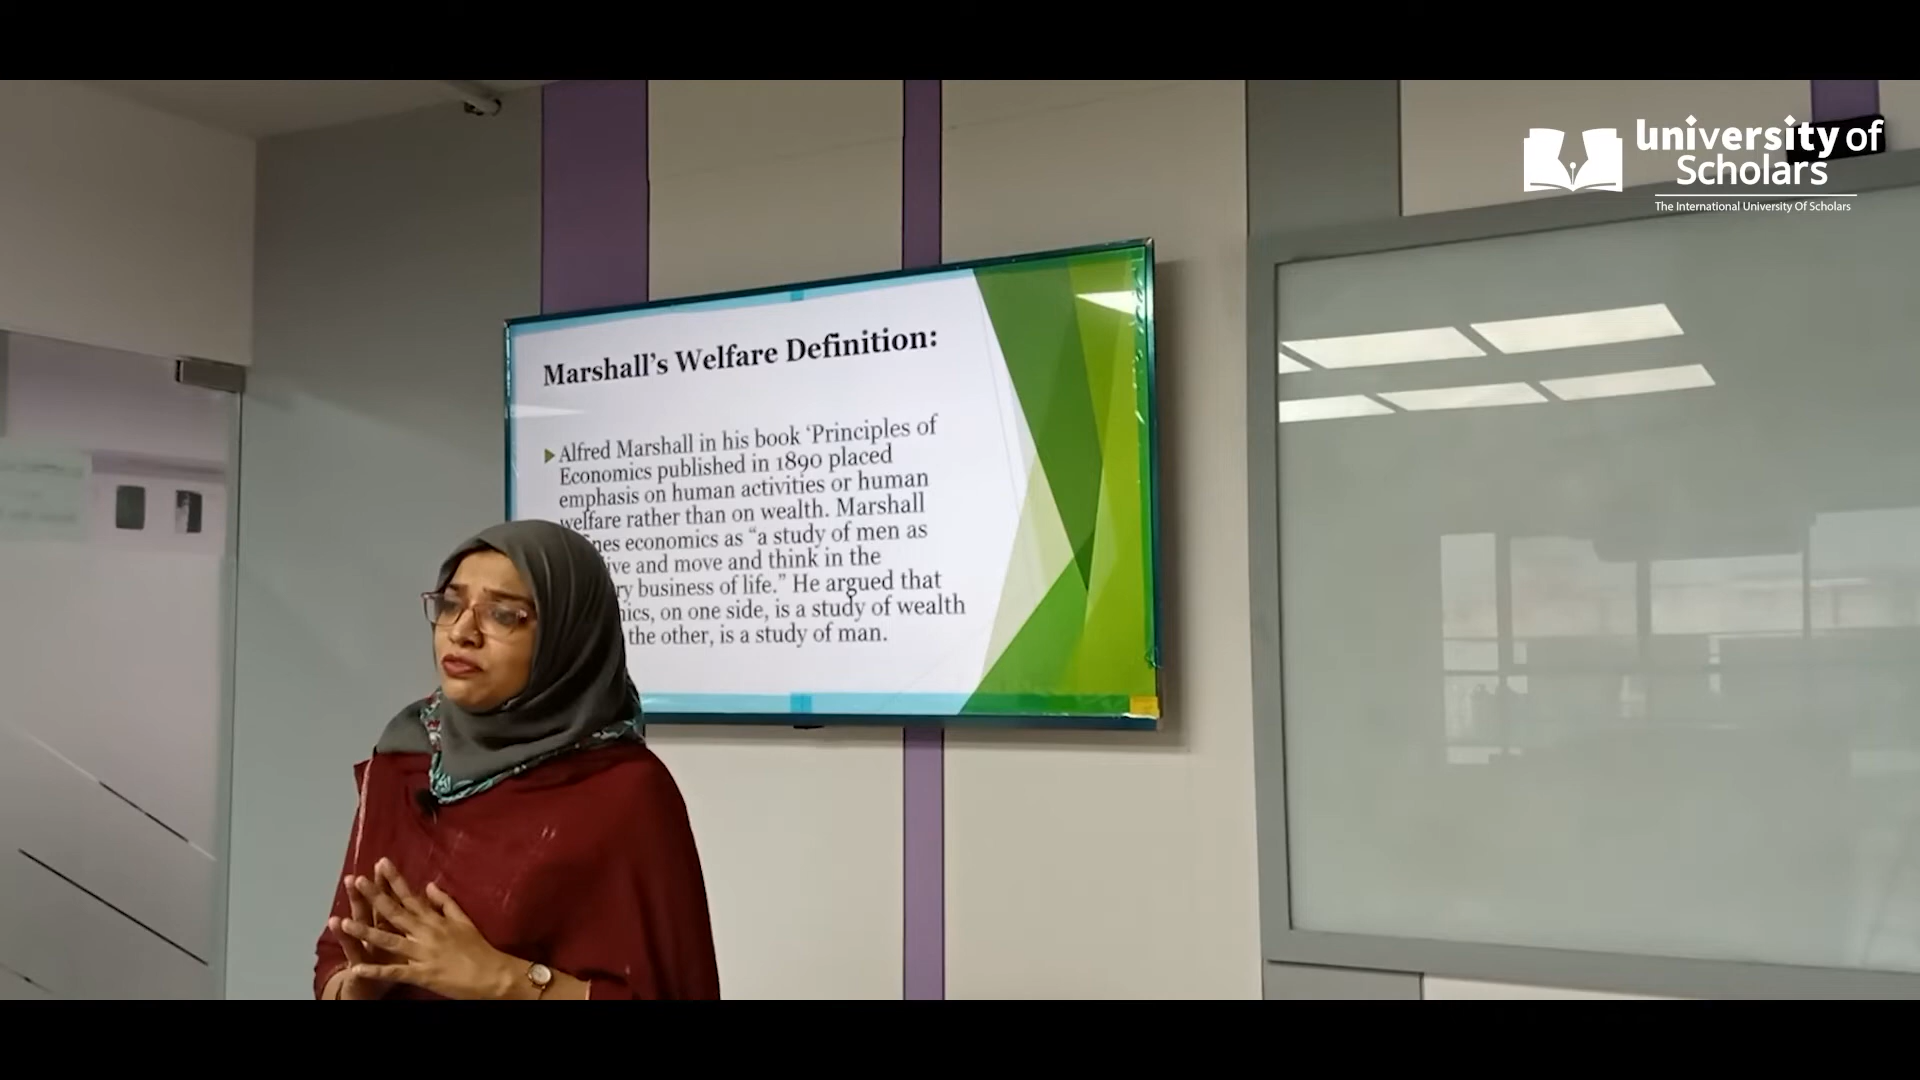 University of
Scholars
The International University Of Scholars
Marshall's Welfare Definition:
Alfred Marshall in his book 'Principles of
Economics published in 1890 placed
emphasis on human activities or human
welfare rather than on wealth. Marshall
economics as "a study of men as
and move and think in the
business of life." He argued that
on one side, is a study of wealth
the other, is a study of man.